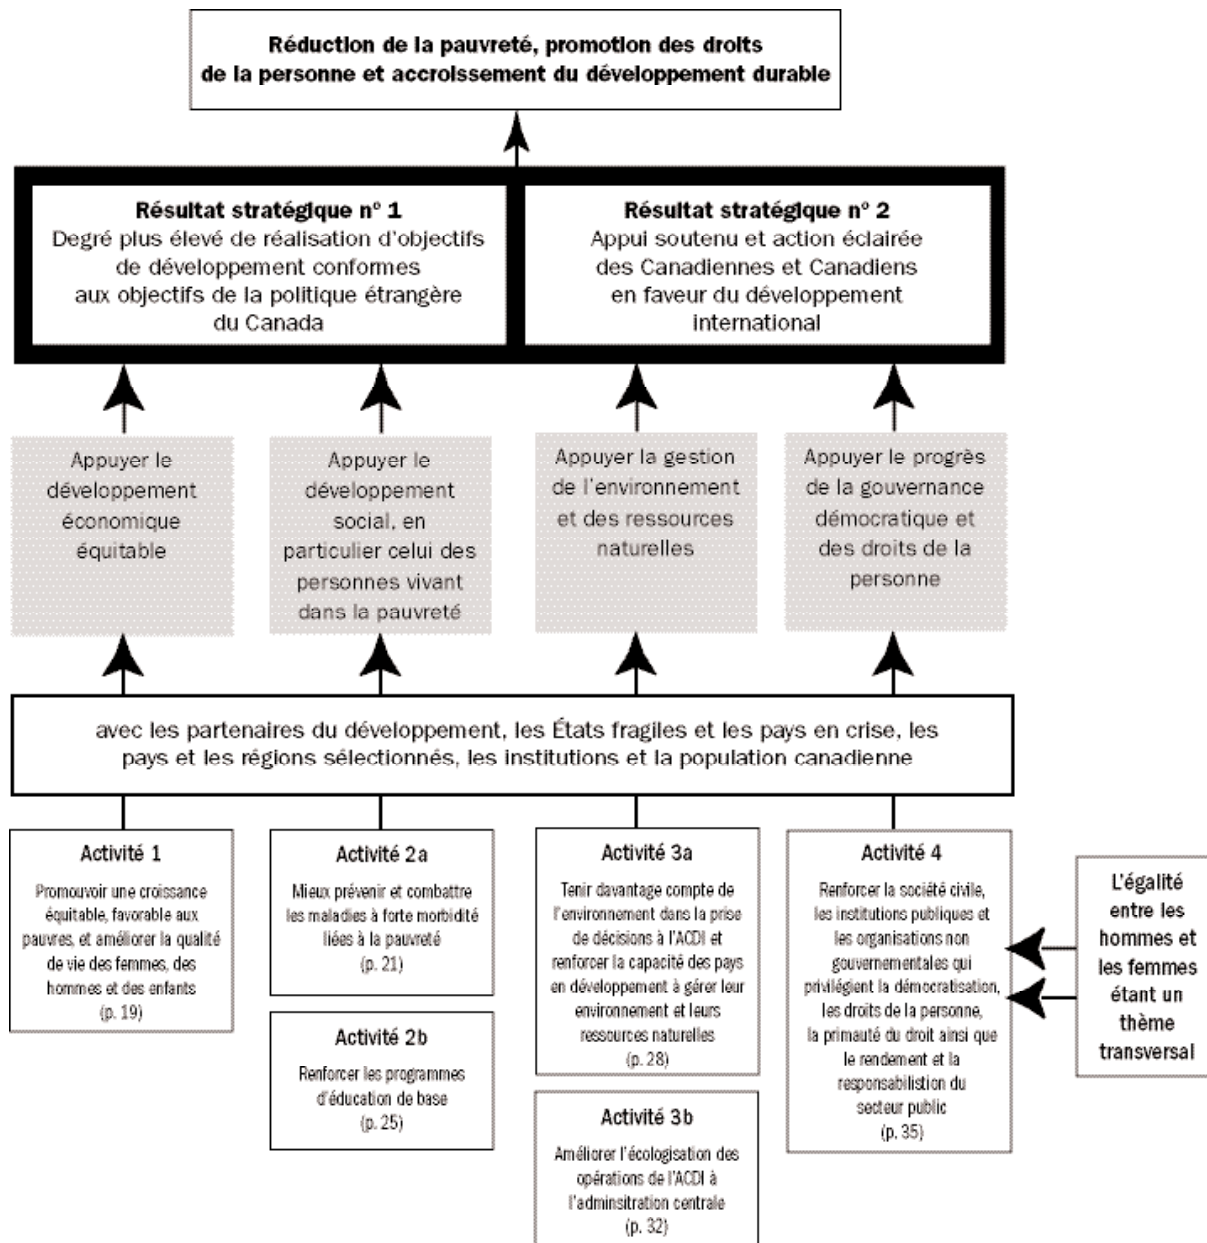 Réduction de la pauvreté, promotion des droits
de la personne et accroissement du développement durable
Résultat stratégique nº 1
Degré plus élevé de réalisation d'objectifs
de développement conformes
aux objectifs de la politique étrangère
du Canada
Résultat stratégique nº 2
Appui soutenu et action éclairée
des Canadiennes et Canadiens
en faveur du développement
international
Appuyer le
développement
économique
équitable
Appuyer le
développement
social, en
particulier celui des
personnes vivant
dans la pauvreté
Appuyer la gestion
de l'environnement
et des ressources
naturelles
Appuyer le progrès
de la gouvernance
démocratique et
des droits de la
personne
avec les partenaires du développement, les États fragiles et les pays en crise, les
pays et les régions sélectionnés, les institutions et la population canadienne
Activité 1
Promouvoir une croissance
équitable, favorable aux
pauvres, et améliorer la qualité
de vie des femmes, des
hommes et des enfants
(p. 19)
Activité 2a
Mieux prévenir et combattre
les maladies à forte morbidité
liées à la pauvreté
(p. 21)
Activité 2b
Renforcer les programmes
d'éducation de base
(p. 25)
Activité 3a
Tenir davantage compte de
l'environnement dans la prise
de décisions à l'ACDI et
renforcer la capacité des pays
en développement à gérer leur
environnement et leurs
ressources naturelles
(p. 28)
Activité 3b
Améliorer l'écologisation des
opérations de l'ACDI à
l'adminsitration centrale
(p. 32)
Activité 4
Renforcer la société civile,
les institutions publiques et
les organisations non
gouvernementales qui
privilégient la démocratisation,
les droits de la personne,
la primauté du droit ainsi que
le rendement et la
responsabilistion du
secteur public
(p. 35)
L'égalité
entre les
hommes et
les femmes
étant un
thème
transversal